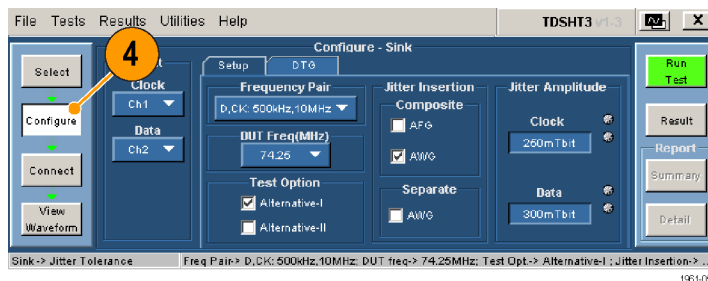 File Tests Results Utilities Help TDSHT3 v1-3 X
Configure - Sink
4
Select
Configure
Connect
View
Waveform
Clock
Ch1
Data
Ch2
Setup DTG
Frequency Pair
D,CK: 500kHz,10MHz
DUT Freq(MHz)
74.25
Test Option
Alternative-I
Alternative-II
Jitter Insertion
Composite
AFG
AWG
Separate
AWG
Jitter Amplitude
Clock
260mTbit
Data
300mTbit
Run
Test
Result
Report
Summary
Detail
Sink-> Jitter Tolerance Freq Pair-> D,CK: 500kHz,10MHz; DUT freq-> 74.25MHz; Test Opt.-> Alternative-I ; Jitter Insertion-> ..